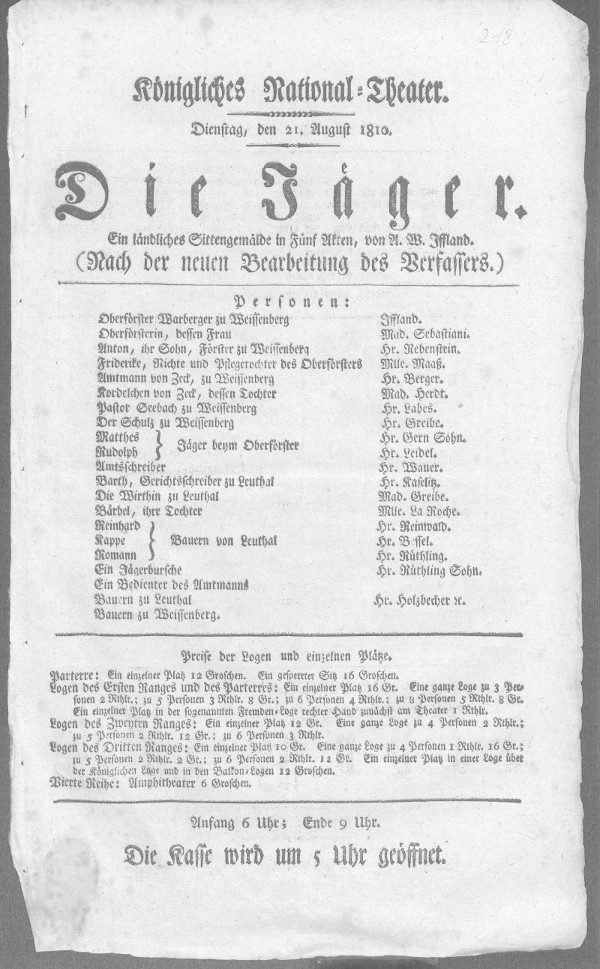 218
Königliches National-Theater.
Dienstag, den 21. August 1810.
Die Jäger.
Ein ländliches Sittengemälde in Fünf Akten, von A. W. Iffland.
(Nach der neuen Bearbeitung des Verfassers.)
Personen:
Oberförster Warberger zu Weissenberg Iffland.
Oberförsterin, dessen Frau Mad. Sebastiani.
Anton, ihr Sohn, Förster zu Weissenberg Hr. Rebenstein.
Friderike, Nichte und Pflegetochter des Oberförsters Mlle. Maaß.
Amtmann von Zeck, zu Weissenberg Hr. Berger.
Kordelchen von Zeck, dessen Tochter Mad. Herdt.
Pastor Seebach zu Weissenberg Hr. Labes.
Der Schulz zu Weissenberg Hr. Greibe.
Matthes } Jäger beym Oberförster Hr. Gern Sohn.
Rudolph } Hr. Leidel.
Amtsschreiber Hr. Wauer.
Barth, Gerichtsschreiber zu Leuthal Hr. Kaselitz.
Die Wirthin zu Leuthal Mad. Greibe.
Bärbel, ihre Tochter Mlle. La Roche.
Reinhard } Hr. Reinwald.
Kappe } Bauern von Leuthal Hr. Bessel.
Romann } Hr. Rüthling.
Ein Jägerbursche Hr. Rüthling Sohn.
Ein Bedienter des Amtmanns
Bauern zu Leuthal Hr. Holzbecher ꝛc.
Bauern zu Weissenberg.
Preise der Logen und einzelnen Plätze.
Parterre: Ein einzelner Platz 12 Groschen. Ein gesperrter Sitz 16 Groschen.
Logen des Ersten Ranges und des Parterres: Ein einzelner Platz 16 Gr. Eine ganze Loge zu 3 Per-
sonen 2 Rthlr.; zu 5 Personen 3 Rthlr. 8 Gr.; zu 6 Personen 4 Rthlr.; zu 8 Personen 5 Rthlr. 8 Gr.
Ein einzelner Platz in der sogenannten Fremden-Loge rechter Hand zunächst am Theater 1 Rthlr.
Logen des Zweyten Ranges: Ein einzelner Platz 12 Gr. Eine ganze Loge zu 4 Personen 2 Rthlr.;
zu 5 Personen 2 Rthlr. 12 Gr.; zu 6 Personen 3 Rthlr.
Logen des Dritten Ranges: Ein einzelner Platz 10 Gr. Eine ganze Loge zu 4 Personen 1 Rthlr. 16 Gr.;
zu 5 Personen 2 Rthlr. 2 Gr.; zu 6 Personen 2 Rthlr. 12 Gr. Ein einzelner Platz in einer Loge über
der Königlichen Loge und in den Balkon-Logen 12 Groschen.
Vierte Reihe: Amphitheater 6 Groschen.
Anfang 6 Uhr; Ende 9 Uhr.
Die Kasse wird um 5 Uhr geöffnet.